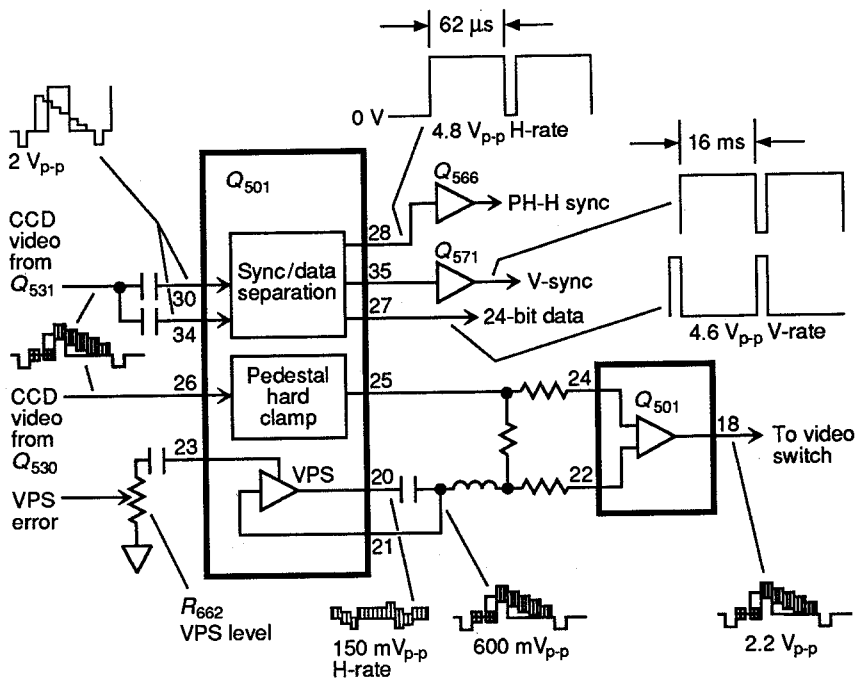 62 µs
0 V
4.8 Vp-p H-rate
2 Vp-p
16 ms
Q501
Q566
PH-H sync
28
CCD
video
from
Q531
30
34
Sync/data
separation
35
Q571
V-sync
27
24-bit data
4.6 Vp-p V-rate
26
CCD
video
from
Q530
Pedestal
hard
clamp
25
24
Q501
18
To video
switch
23
VPS
error
VPS
20
21
22
R662
VPS level
150 mVp-p
H-rate
600 mVp-p
2.2 Vp-p